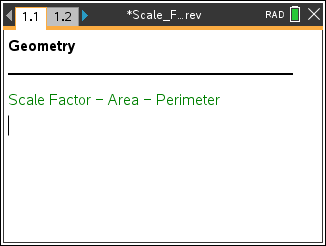 1.1 1.2 *Scale_F...rev RAD
Geometry
Scale Factor – Area – Perimeter